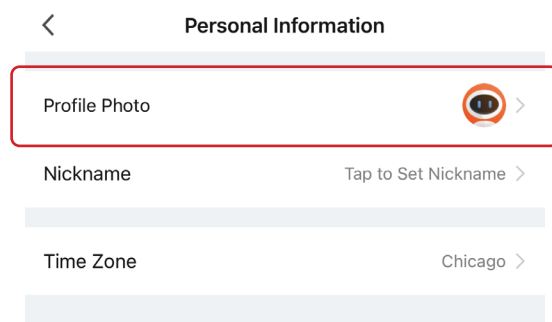 Personal Information
Profile Photo
Nickname Tap to Set Nickname
Time Zone Chicago